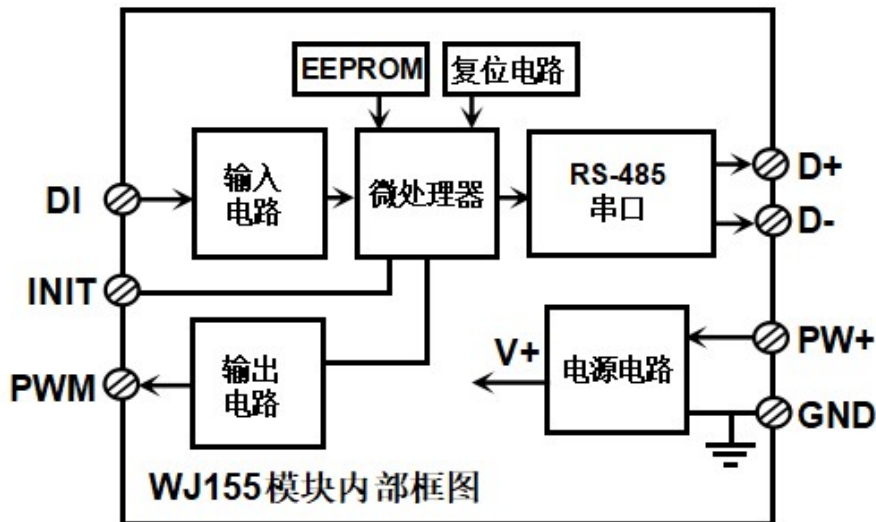 EEPROM
复位电路
DI
输入
电路
微处理器
RS-485
串口
D+
D-
INIT
PWM
输出
电路
V+
电源电路
PW+
GND
WJ155模块内部框图